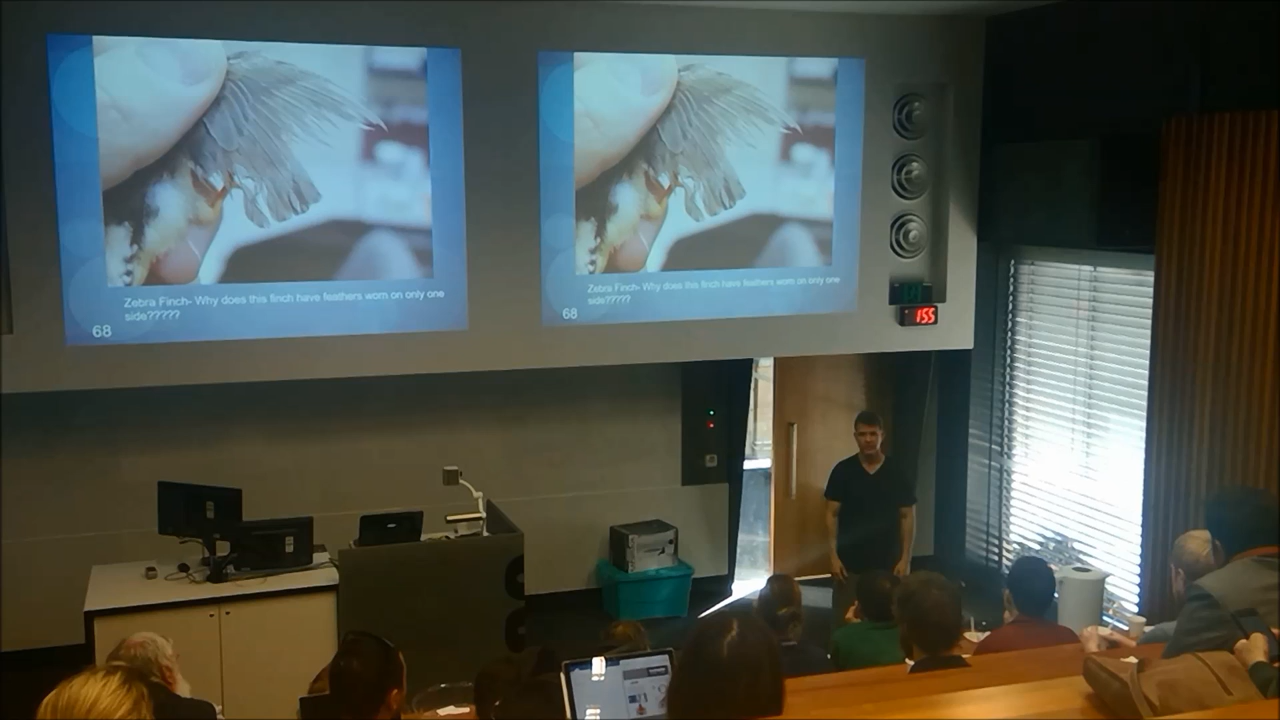 Zebra Finch- Why does this finch have feathers worn on only one
side?????
68
Zebra Finch- Why does this finch have feathers worn on only one
side?????
68
155